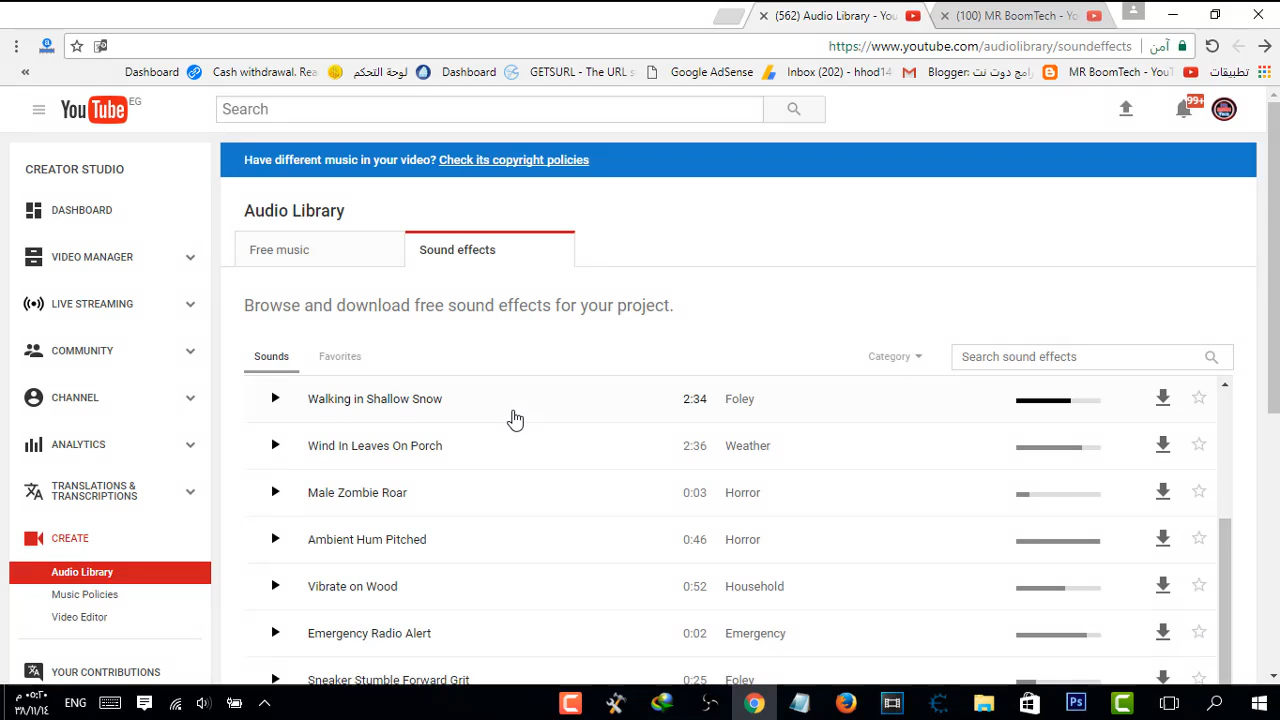 (562) Audio Library - You
(100) MR BoomTech - You
https://www.youtube.com/audiolibrary/soundeffects
آمن
Dashboard
Cash withdrawal. Rea
لوحة التحكم
Dashboard
GETSURL - The URL s
Google AdSense
Inbox (202) - hhod14
Blogger: رامج دوت نت
MR BoomTech - YouT
تطبيقات
YouTube EG
Search
99+
CREATOR STUDIO
DASHBOARD
VIDEO MANAGER
LIVE STREAMING
COMMUNITY
CHANNEL
ANALYTICS
TRANSLATIONS &
TRANSCRIPTIONS
CREATE
Audio Library
Music Policies
Video Editor
YOUR CONTRIBUTIONS
Have different music in your video? Check its copyright policies
Audio Library
Free music
Sound effects
Browse and download free sound effects for your project.
Sounds
Favorites
Category
Search sound effects
Walking in Shallow Snow 2:34 Foley
Wind In Leaves On Porch 2:36 Weather
Male Zombie Roar 0:03 Horror
Ambient Hum Pitched 0:46 Horror
Vibrate on Wood 0:52 Household
Emergency Radio Alert 0:02 Emergency
Speaker Stumble Forward Grit 0:25 Foley
ENG
Ps